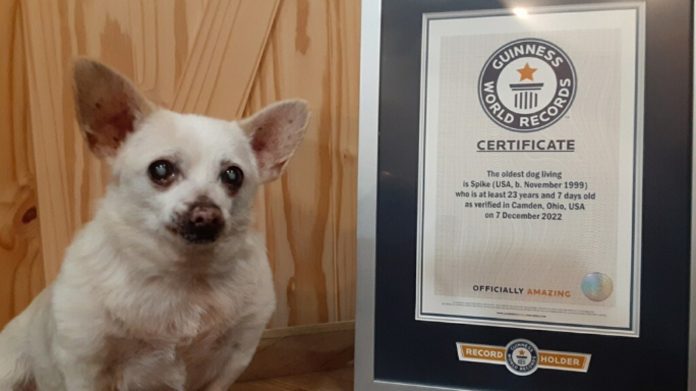 GUINNESS
WORLD RECORDS
CERTIFICATE
The oldest dog living
is Spike (USA, b. November 1999)
who is at least 23 years and 7 days old
as verified in Camden, Ohio, USA
on 7 December 2022
OFFICIALLY AMAZING
RECORD HOLDER